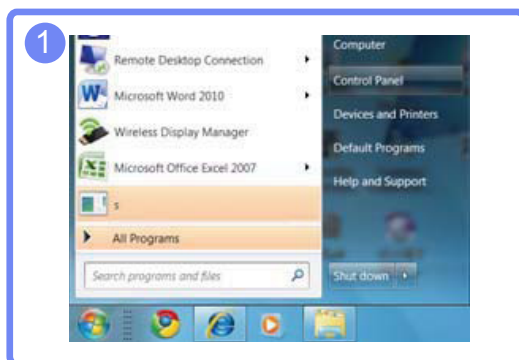 1
Remote Desktop Connection
Microsoft Word 2010
Wireless Display Manager
Microsoft Office Excel 2007
s
All Programs
Search programs and files
Computer
Control Panel
Devices and Printers
Default Programs
Help and Support
Shut down